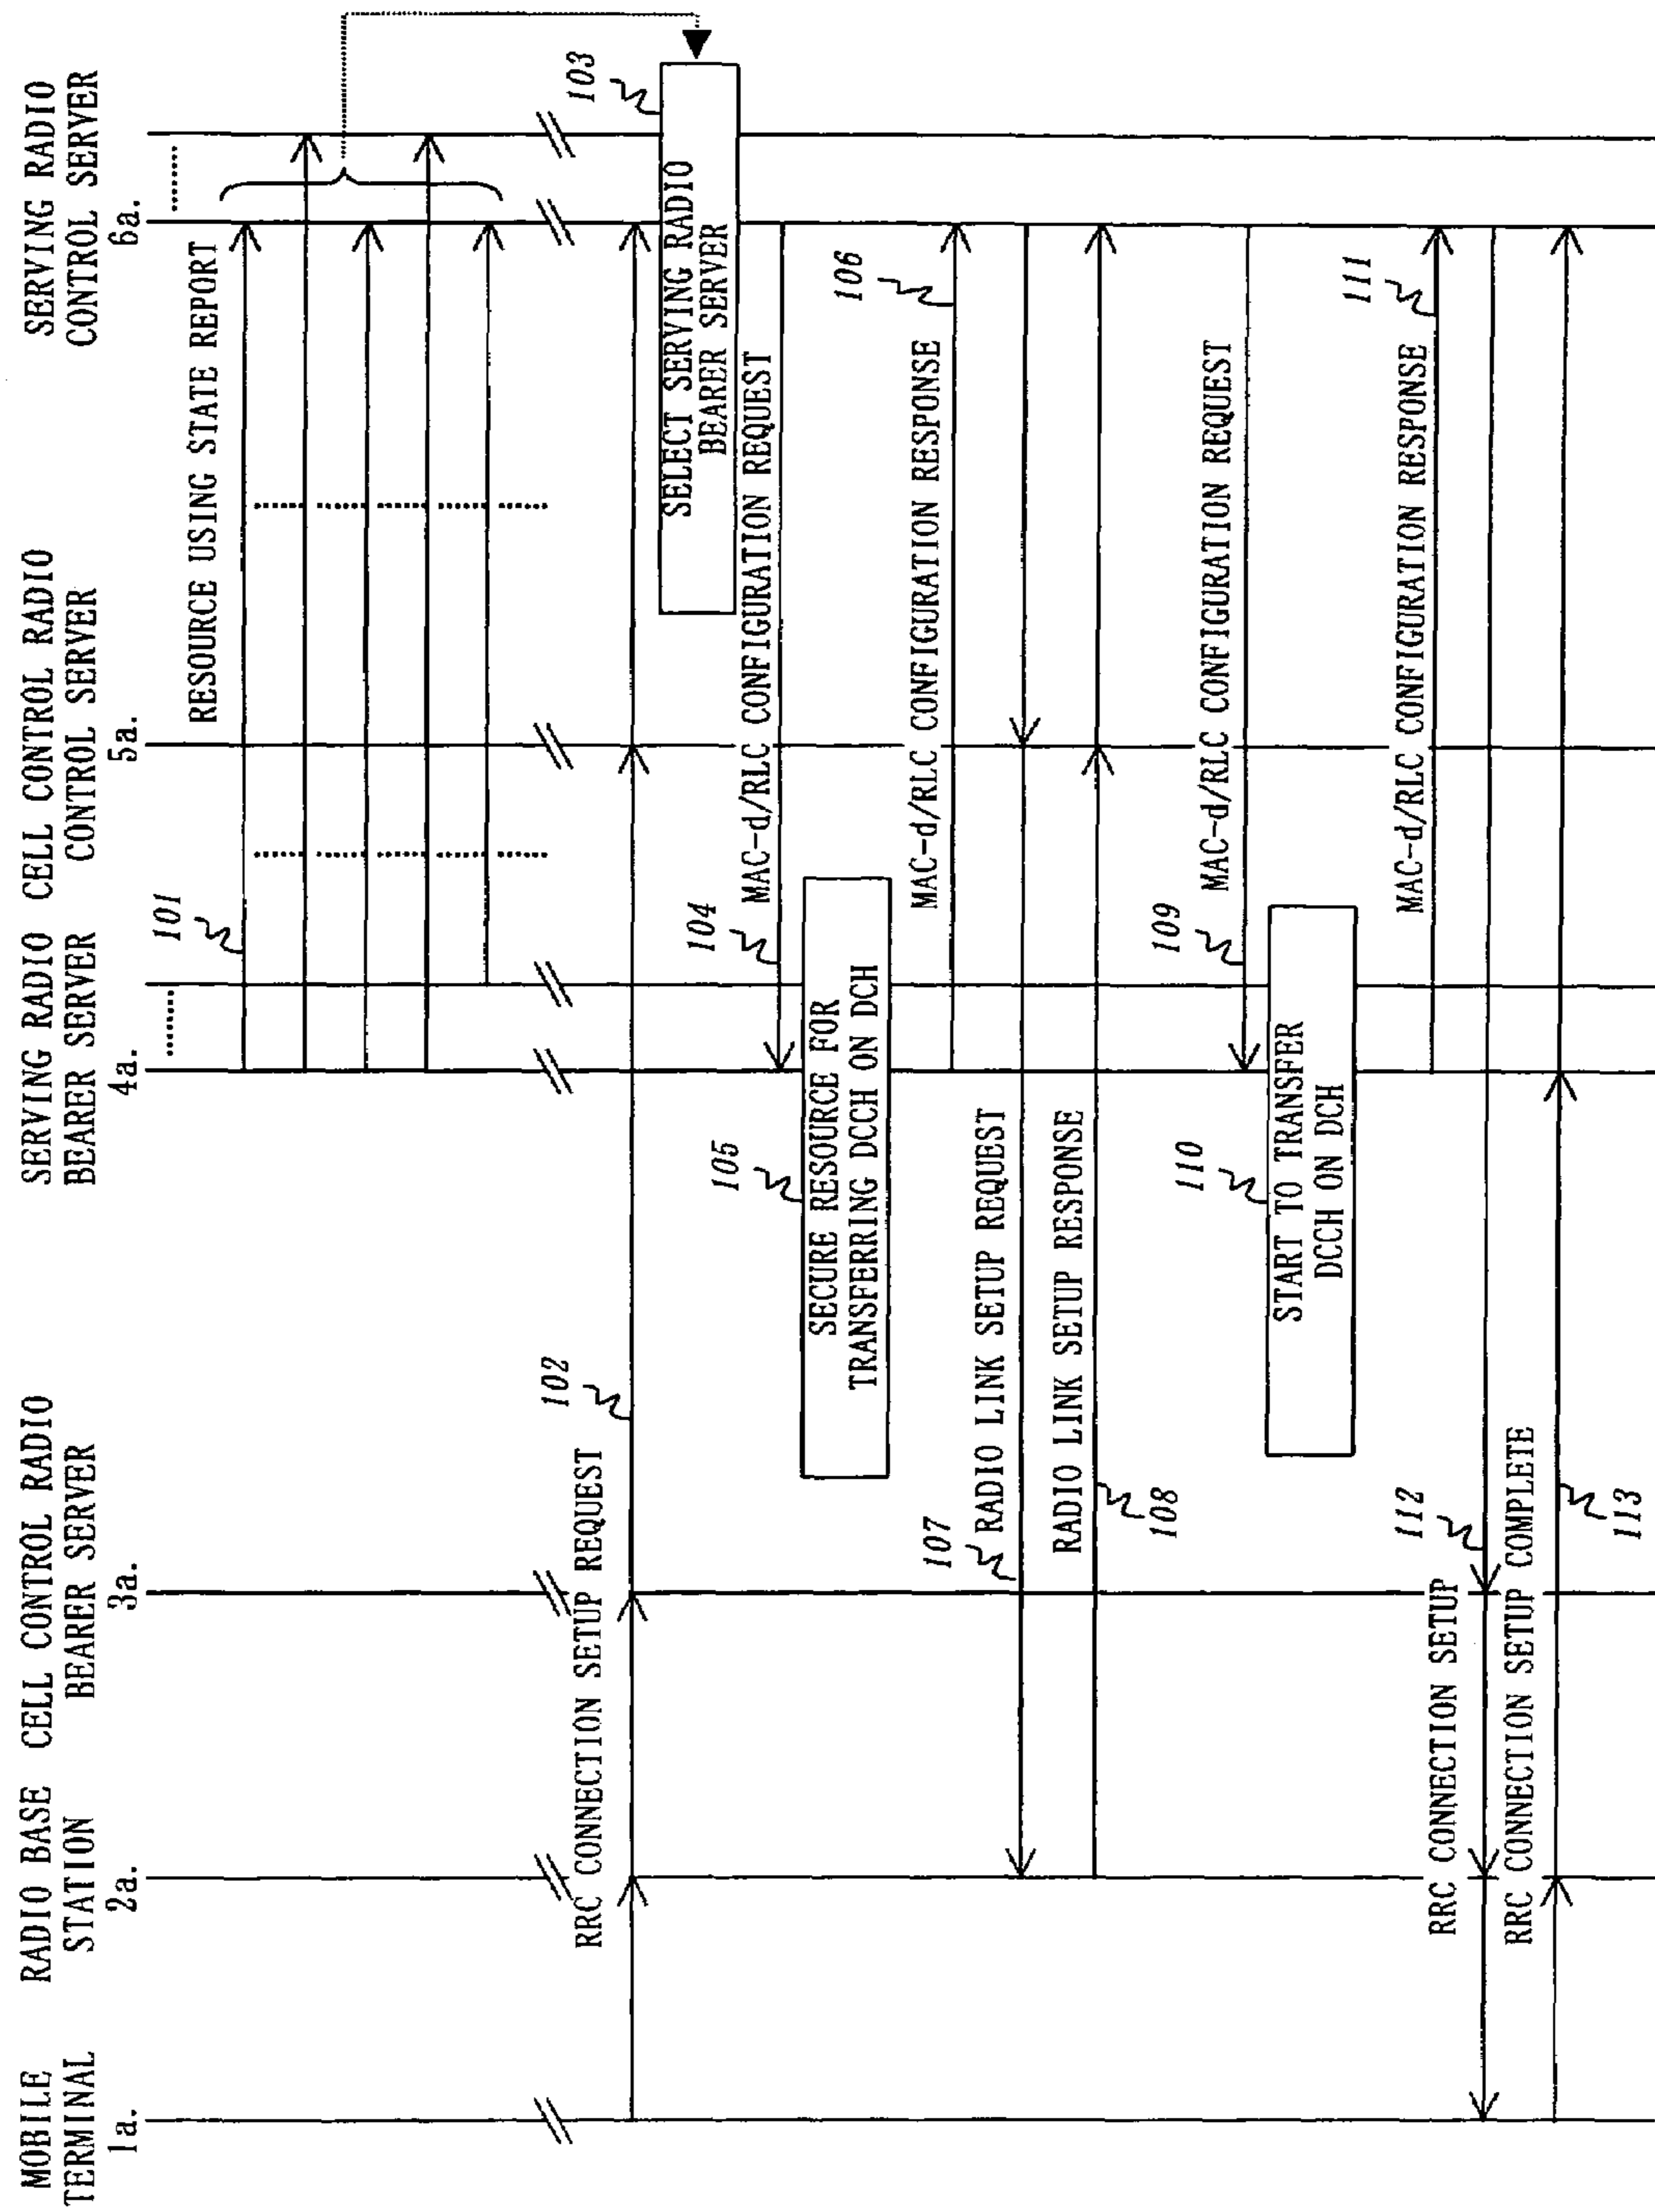 MOBILE
TERMINAL
1a.
RADIO BASE
STATION
2a.
CELL CONTROL RADIO
BEARER SERVER
3a.
SERVING RADIO
BEARER SERVER
4a.
CELL CONTROL RADIO
CONTROL SERVER
5a.
SERVING RADIO
CONTROL SERVER
6a.
101
RESOURCE USING STATE REPORT
RRC CONNECTION SETUP REQUEST
102
103
SELECT SERVING RADIO
BEARER SERVER
104
MAC-d/RLC CONFIGURATION REQUEST
105
SECURE RESOURCE FOR
TRANSFERRING DCCH ON DCH
MAC-d/RLC CONFIGURATION RESPONSE
106
107
RADIO LINK SETUP REQUEST
RADIO LINK SETUP RESPONSE
108
109
MAC-d/RLC CONFIGURATION REQUEST
110
START TO TRANSFER
DCCH ON DCH
MAC-d/RLC CONFIGURATION RESPONSE
111
RRC CONNECTION SETUP
112
RRC CONNECTION SETUP COMPLETE
113